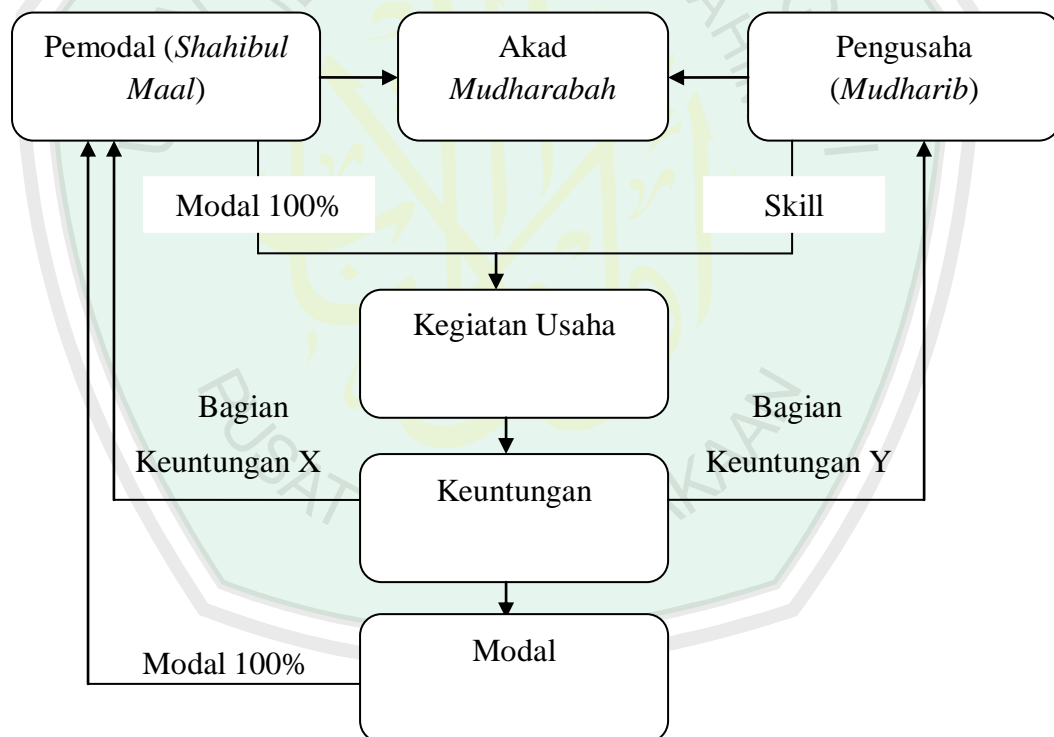 Pemodal (Shahibul
Maal)
Akad
Mudharabah
Pengusaha
(Mudharib)
Modal 100%
Skill
Kegiatan Usaha
Bagian
Keuntungan X
Bagian
Keuntungan Y
Keuntungan
Modal 100%
Modal
PUSAT